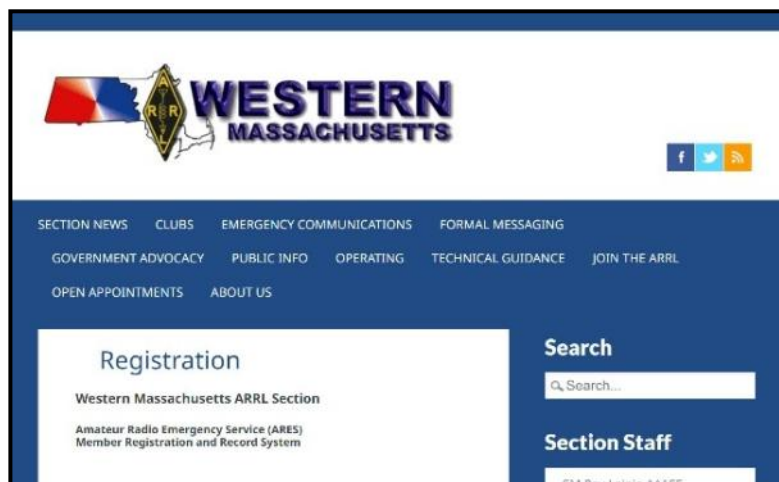 WESTERN
MASSACHUSETTS
A
R R
L
f
SECTION NEWS CLUBS EMERGENCY COMMUNICATIONS FORMAL MESSAGING
GOVERNMENT ADVOCACY PUBLIC INFO OPERATING TECHNICAL GUIDANCE JOIN THE ARRL
OPEN APPOINTMENTS ABOUT US
Registration
Western Massachusetts ARRL Section
Amateur Radio Emergency Service (ARES)
Member Registration and Record System
Search
Search...
Section Staff